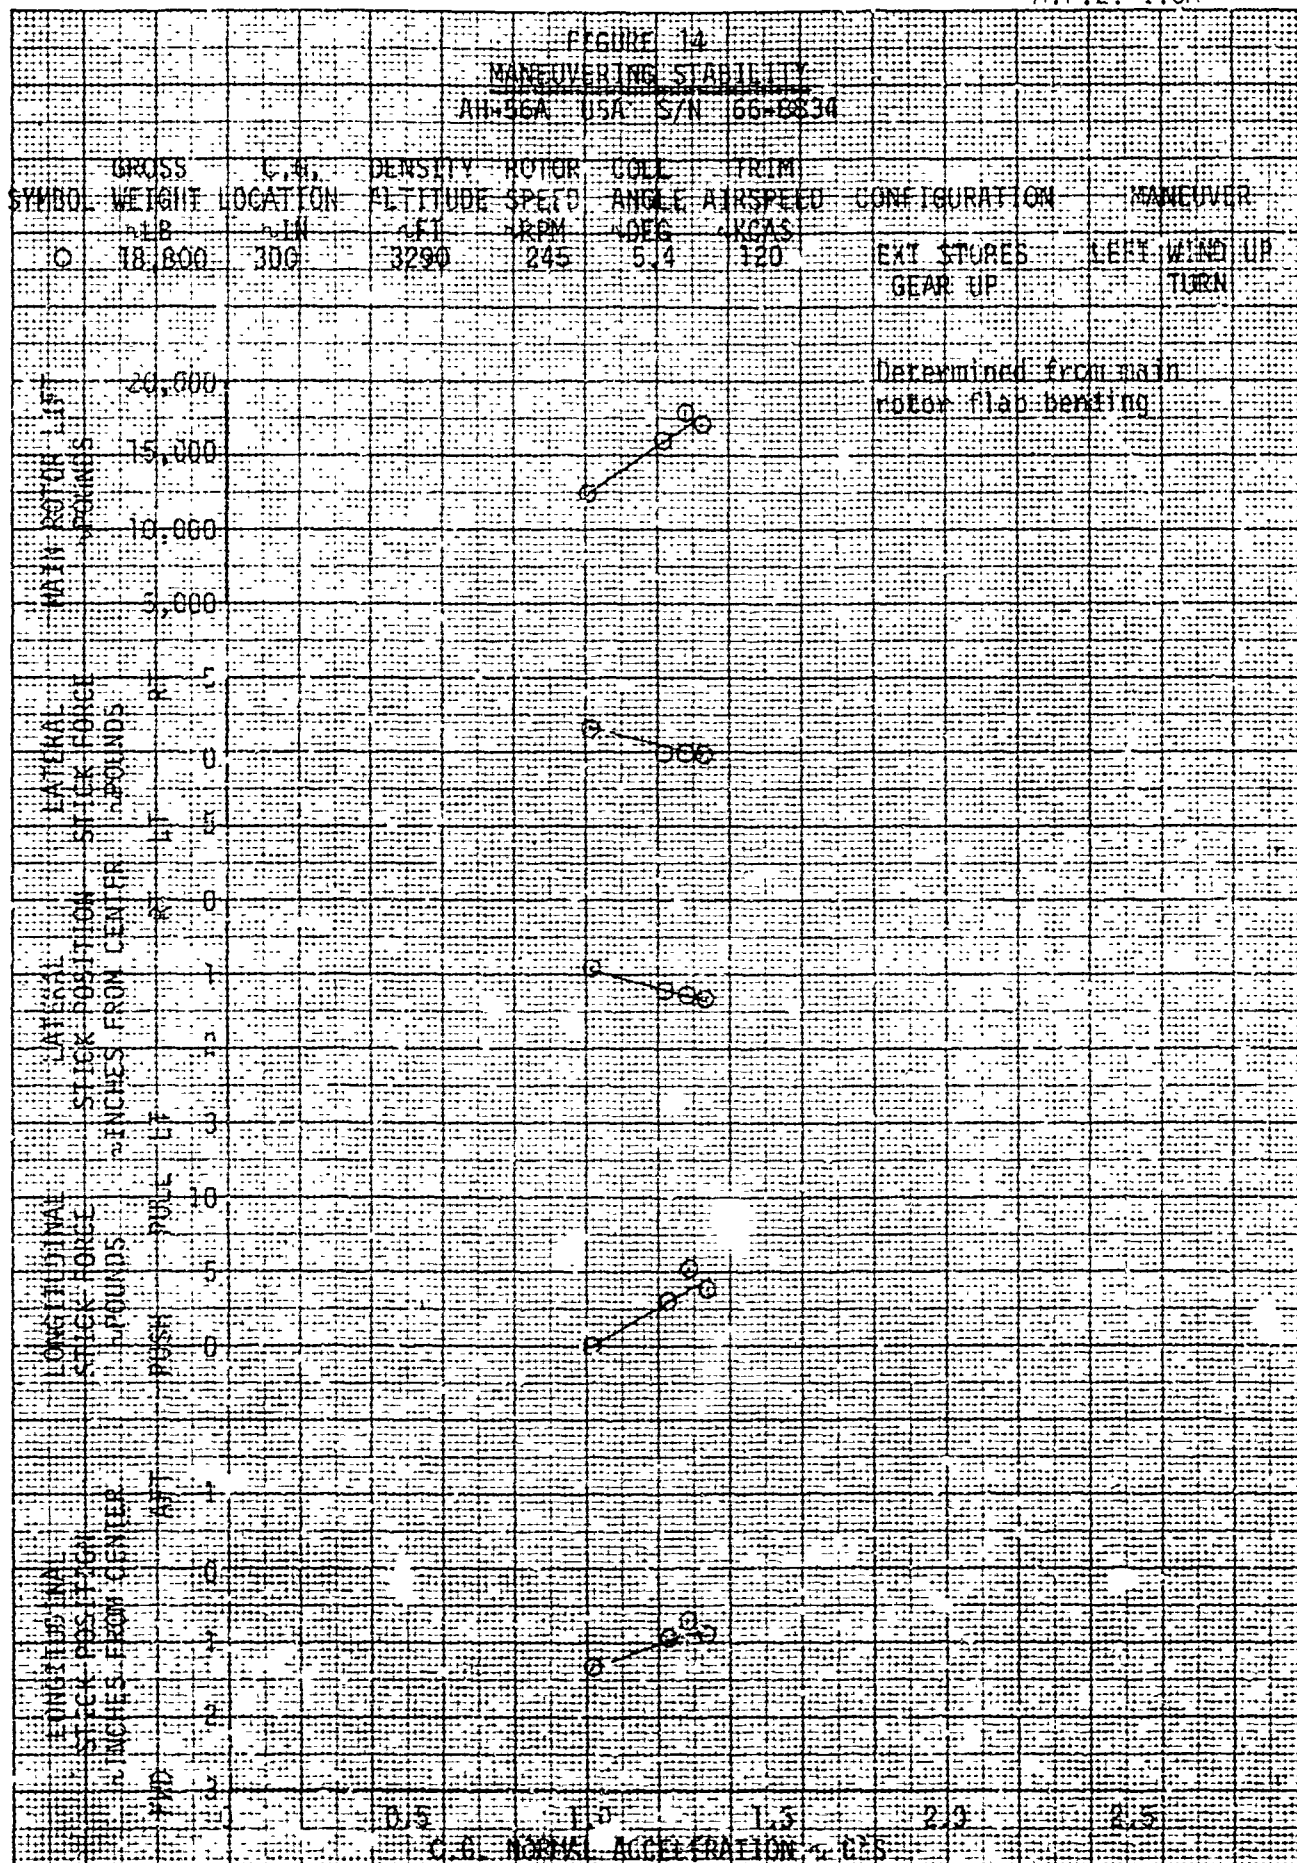 FIGURE 14
MANEUVERING STABILITY
AH-56A USA S/N 66-8834
GROSS C.G. DENSITY ROTOR COLL TRIM
SYMBOL WEIGHT LOCATION ALTITUDE SPEED ANGLE AIRSPEED CONFIGURATION MANEUVER
~LB ~IN ~FT ~RPM ~DEG ~KCAS
O 18,800 300 3290 245 5.4 120 EXT STORES LEFT WIND UP
GEAR UP TURN
Determined from main
rotor flap bending
MAIN ROTOR LIFT
~POUNDS
20,000
15,000
10,000
5,000
LATERAL
STICK FORCE
~POUNDS
RT
LT
5
0
5
LATERAL
STICK POSITION
~INCHES FROM CENTER
RT
LT
0
1
2
3
LONGITUDINAL
STICK FORCE
~POUNDS
PULL
PUSH
10
5
0
LONGITUDINAL
STICK POSITION
~INCHES FROM CENTER
AFT
FWD
1
0
1
2
3
0.5 1.0 1.5 2.0 2.5
C.G. NORMAL ACCELERATION ~ G'S